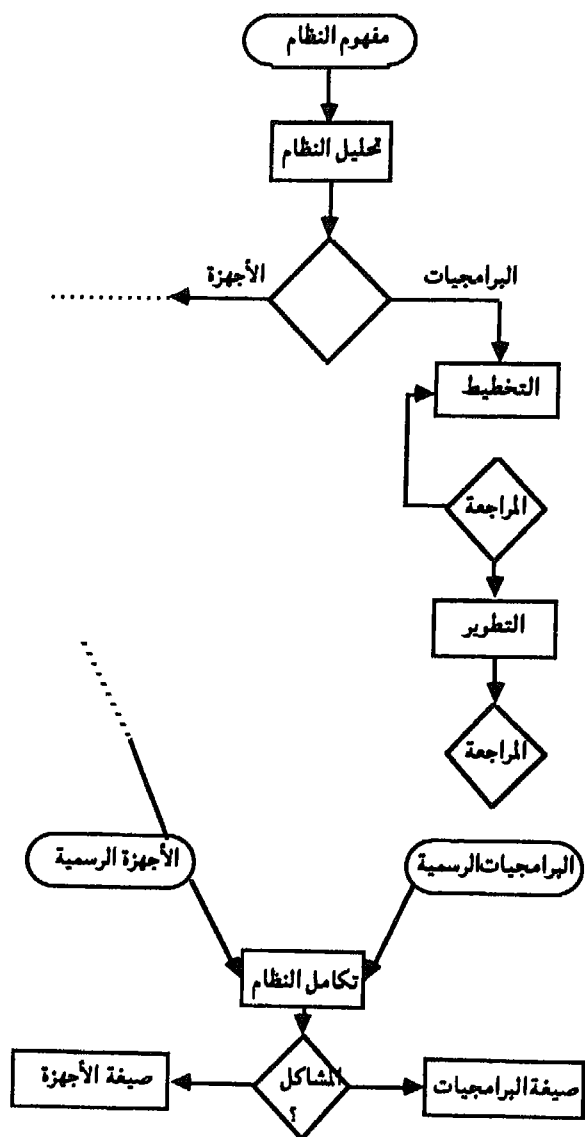 مفهوم النظام
تحليل النظام
البرامجيات
الأجهزة
التخطيط
المراجعة
التطوير
المراجعة
البرامجيات الرسمية
الأجهزة الرسمية
تكامل النظام
المشاكل
؟
صيغة البرامجيات
صيغة الأجهزة